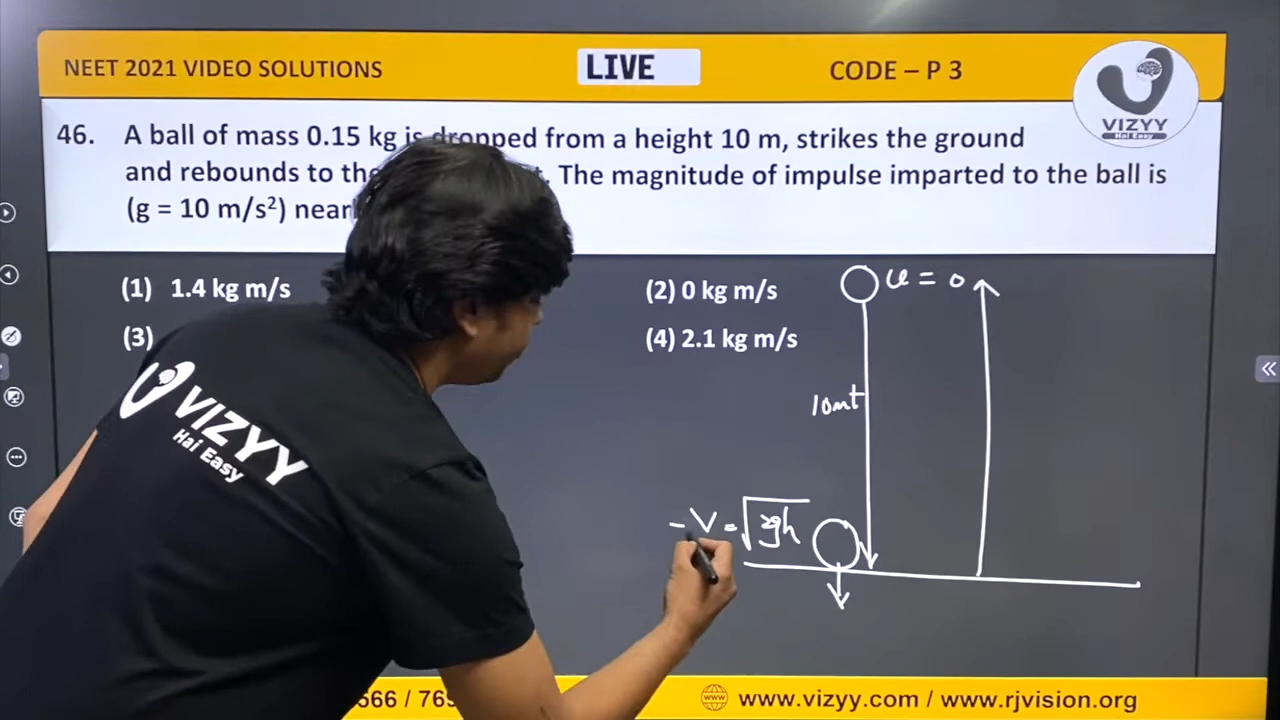 NEET 2021 VIDEO SOLUTIONS
LIVE
CODE – P 3
VIZYY
Hai Easy
46. A ball of mass 0.15 kg is dropped from a height 10 m, strikes the ground
and rebounds to the . The magnitude of impulse imparted to the ball is
(g = 10 m/s²) near
(1) 1.4 kg m/s
(2) 0 kg m/s
(3)
(4) 2.1 kg m/s
u = 0
10mt
- V = √2gh
VIZYY
Hai Easy
www.vizyy.com / www.rjvision.org